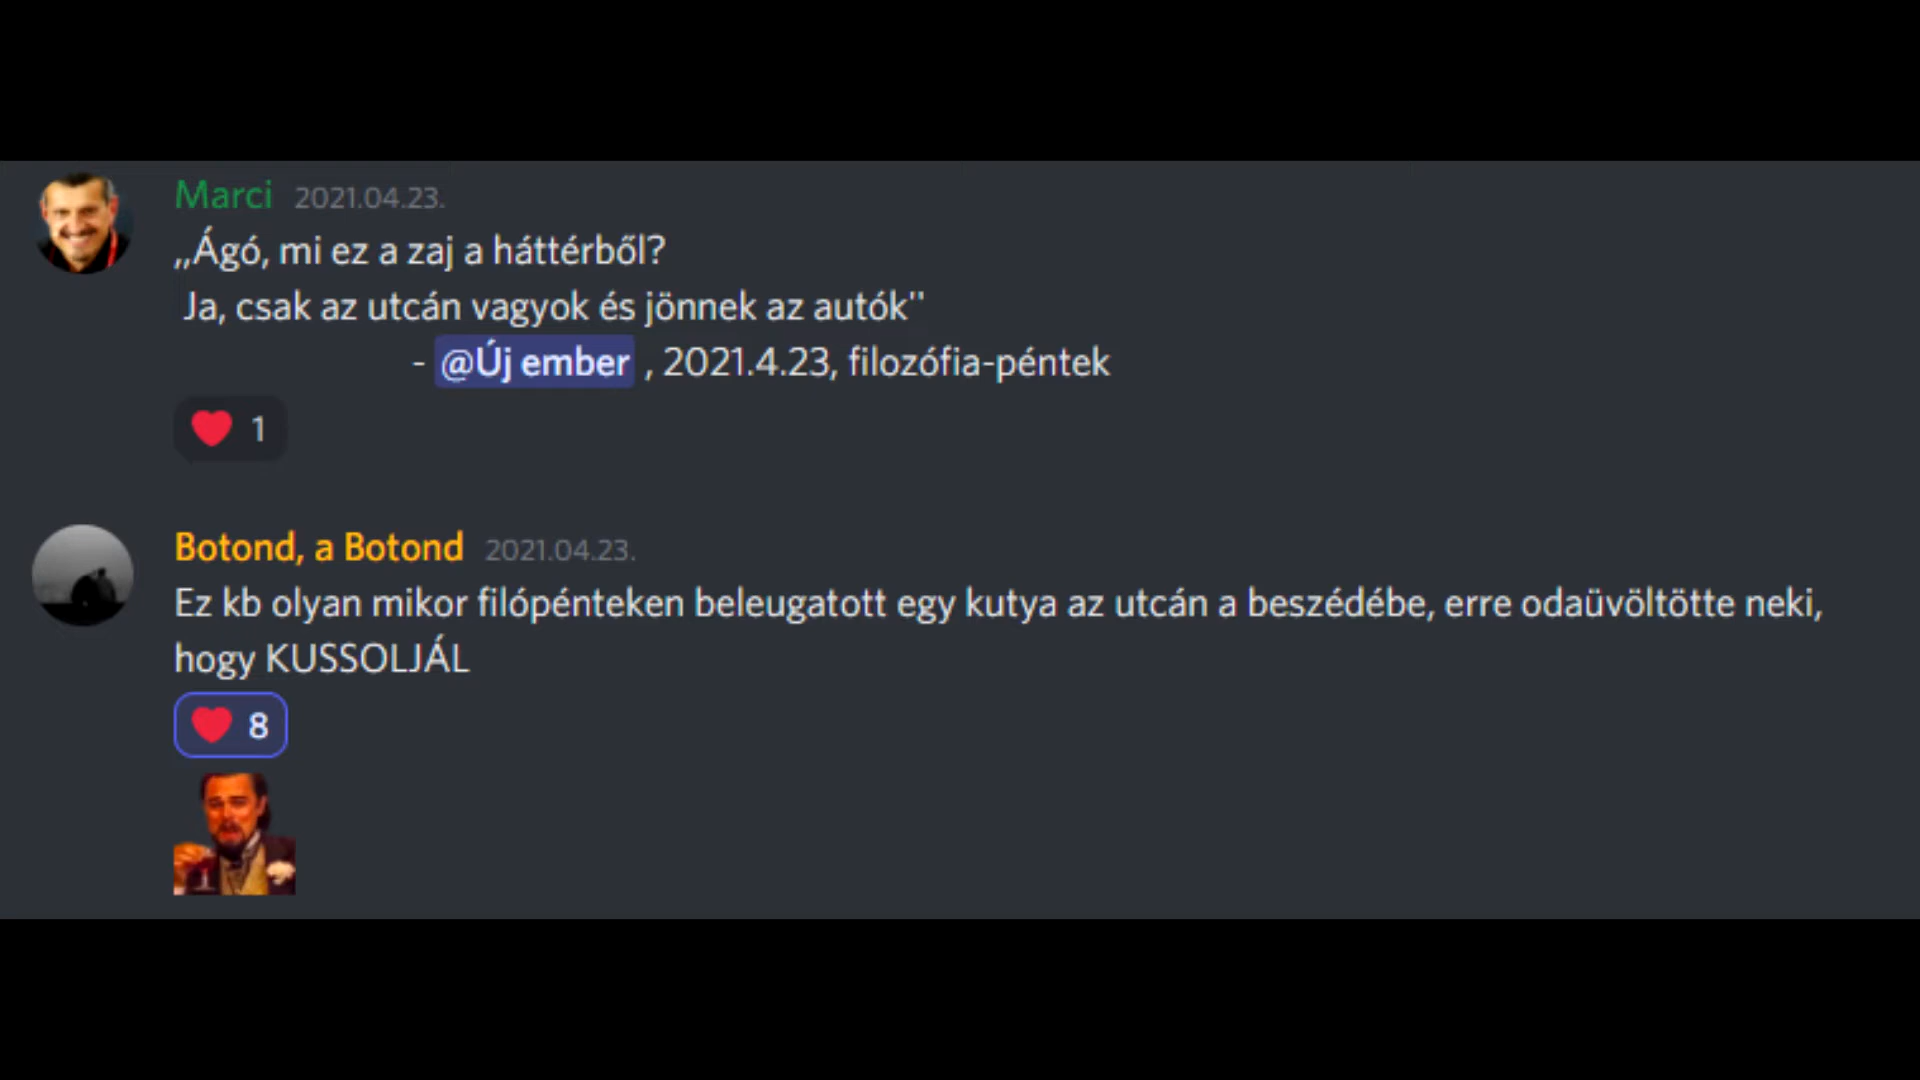 Marci 2021.04.23.
„Ágó, mi ez a zaj a háttérből?
Ja, csak az utcán vagyok és jönnek az autók"
- @Új ember , 2021.4.23, filozófia-péntek
1
Botond, a Botond 2021.04.23.
Ez kb olyan mikor filópénteken beleugatott egy kutya az utcán a beszédébe, erre odaüvöltötte neki,
hogy KUSSOLJÁL
8